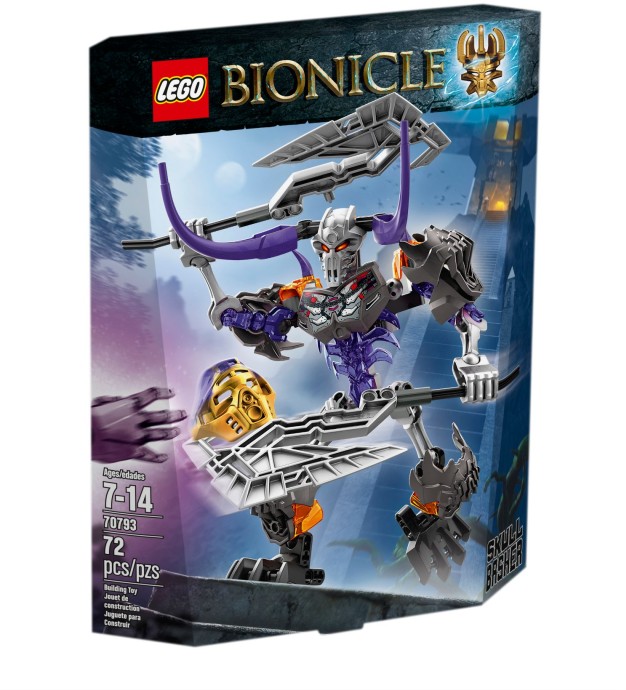 LEGO BIONICLE
Ages/edades
7-14
70793
72
pcs/pzs
Building Toy
Jouet de
construction
Juguete para
Construir
SKULL
BASHER